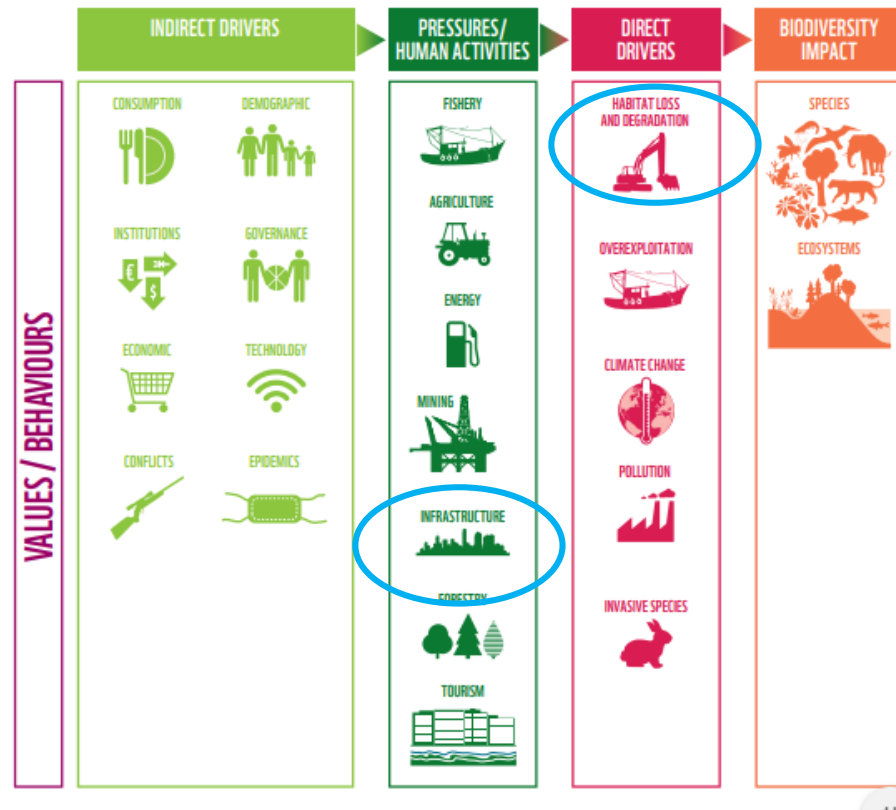 INDIRECT DRIVERS
PRESSURES/
HUMAN ACTIVITIES
DIRECT
DRIVERS
BIODIVERSITY
IMPACT
VALUES / BEHAVIOURS
CONSUMPTION
DEMOGRAPHIC
INSTITUTIONS
GOVERNANCE
€
$
ECONOMIC
TECHNOLOGY
CONFLICTS
EPIDEMICS
FISHERY
AGRICULTURE
ENERGY
MINING
INFRASTRUCTURE
FORESTRY
TOURISM
HABITAT LOSS
AND DEGRADATION
OVEREXPLOITATION
CLIMATE CHANGE
POLLUTION
INVASIVE SPECIES
SPECIES
ECOSYSTEMS